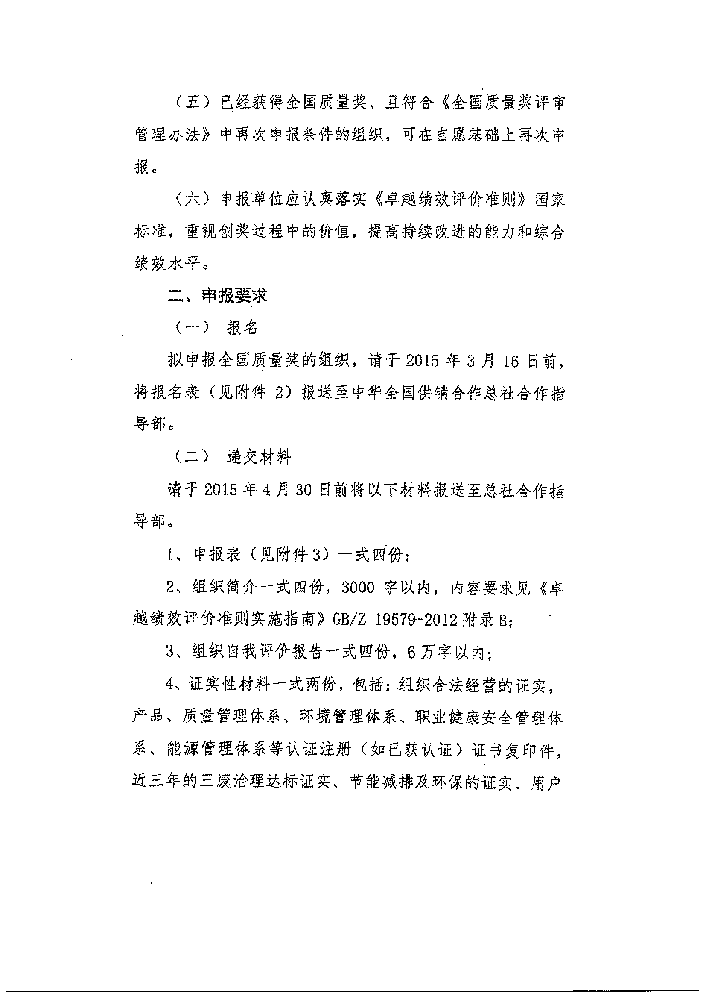 （五）已经获得全国质量奖、且符合《全国质量奖评审
管理办法》中再次申报条件的组织，可在自愿基础上再次申
报。
（六）申报单位应认真落实《卓越绩效评价准则》国家
标准，重视创奖过程中的价值，提高持续改进的能力和综合
绩效水平。
二、申报要求
（一） 报名
拟申报全国质量奖的组织，请于 2015 年 3 月 16 日前，
将报名表（见附件 2）报送至中华全国供销合作总社合作指
导部。
（二） 递交材料
请于 2015 年 4 月 30 日前将以下材料报送至总社合作指
导部。
1、申报表（见附件 3）一式四份；
2、组织简介一式四份，3000 字以内，内容要求见《卓
越绩效评价准则实施指南》GB/Z 19579-2012 附录 B；
3、组织自我评价报告一式四份，6 万字以内；
4、证实性材料一式两份，包括：组织合法经营的证实，
产品、质量管理体系、环境管理体系、职业健康安全管理体
系、能源管理体系等认证注册（如已获认证）证书复印件，
近三年的三废治理达标证实、节能减排及环保的证实、用户